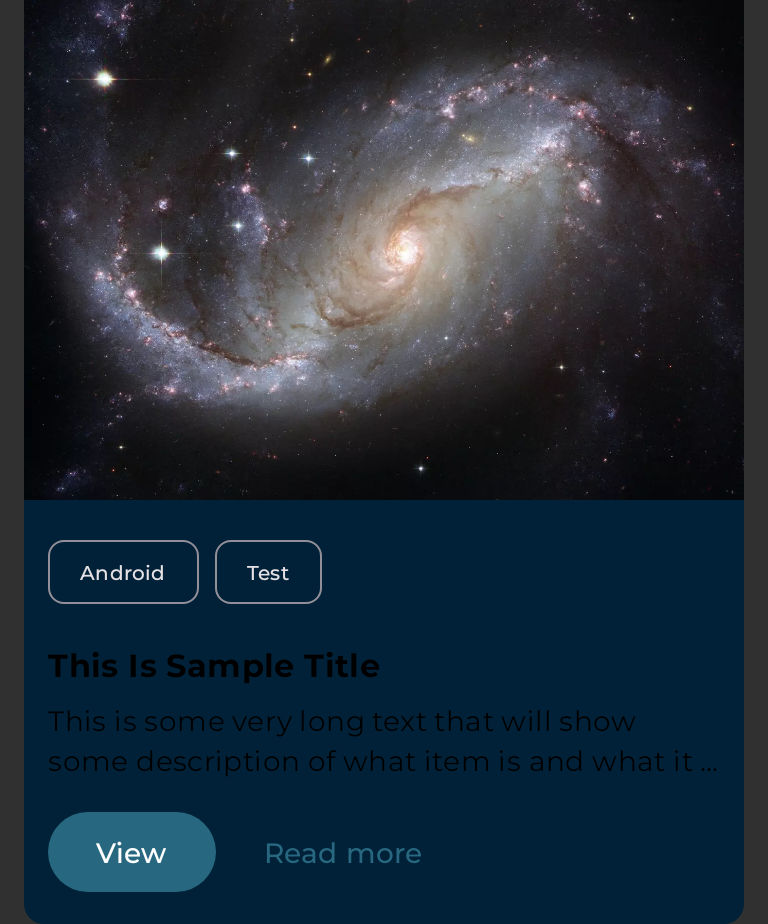 Android Test
This Is Sample Title
This is some very long text that will show
some description of what item is and what it ...
View Read more